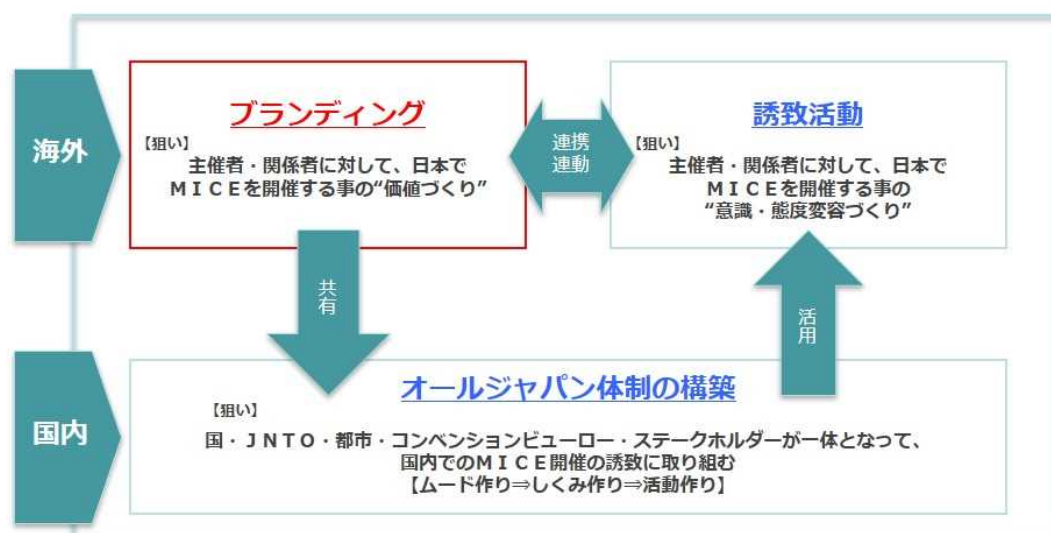 海外
ブランディング
【狙い】
主催者・関係者に対して、日本で
ＭＩＣＥを開催する事の“価値づくり”
連携
連動
誘致活動
【狙い】
主催者・関係者に対して、日本で
ＭＩＣＥを開催する事の
“意識・態度変容づくり”
共有
活用
国内
オールジャパン体制の構築
【狙い】
国・ＪＮＴＯ・都市・コンベンションビューロー・ステークホルダーが一体となって、
国内でのＭＩＣＥ開催の誘致に取り組む
【ムード作り⇒しくみ作り⇒活動作り】